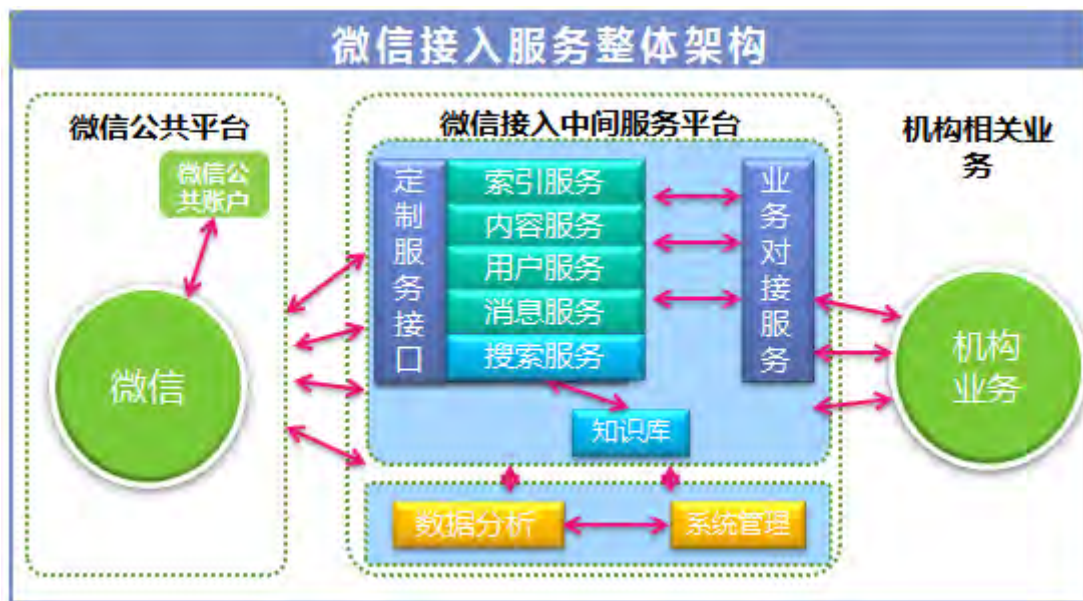 微信接入服务整体架构
微信公共平台
微信公
共账户
微信
微信接入中间服务平台
定制服务接口
索引服务
内容服务
用户服务
消息服务
搜索服务
业务对接服务
知识库
数据分析
系统管理
机构相关业
务
机构
业务